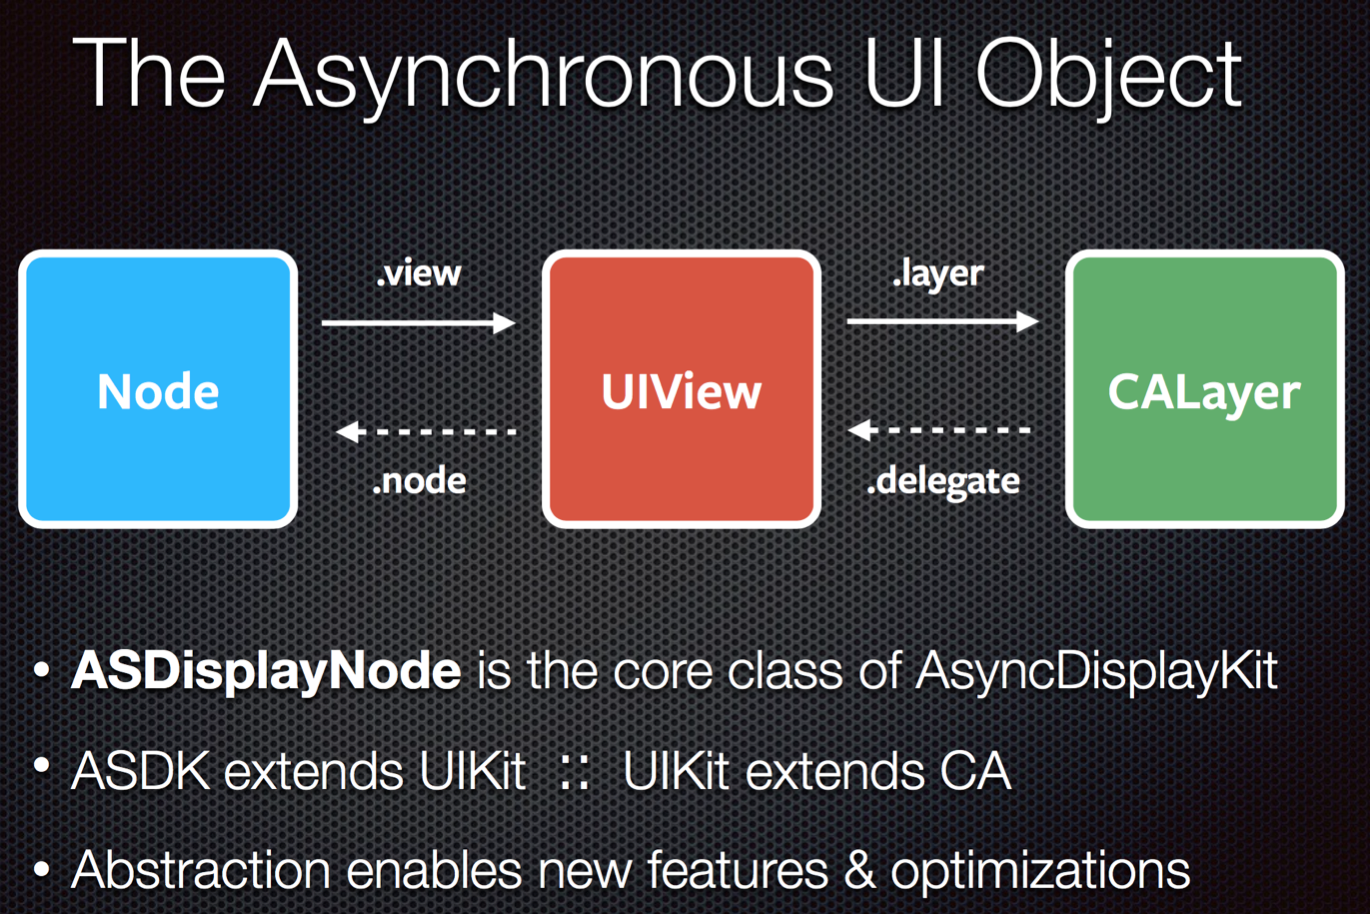 The Asynchronous UI Object
.view
.layer
Node
UIView
CALayer
.node
.delegate
• ASDisplayNode is the core class of AsyncDisplayKit
• ASDK extends UIKit :: UIKit extends CA
• Abstraction enables new features & optimizations